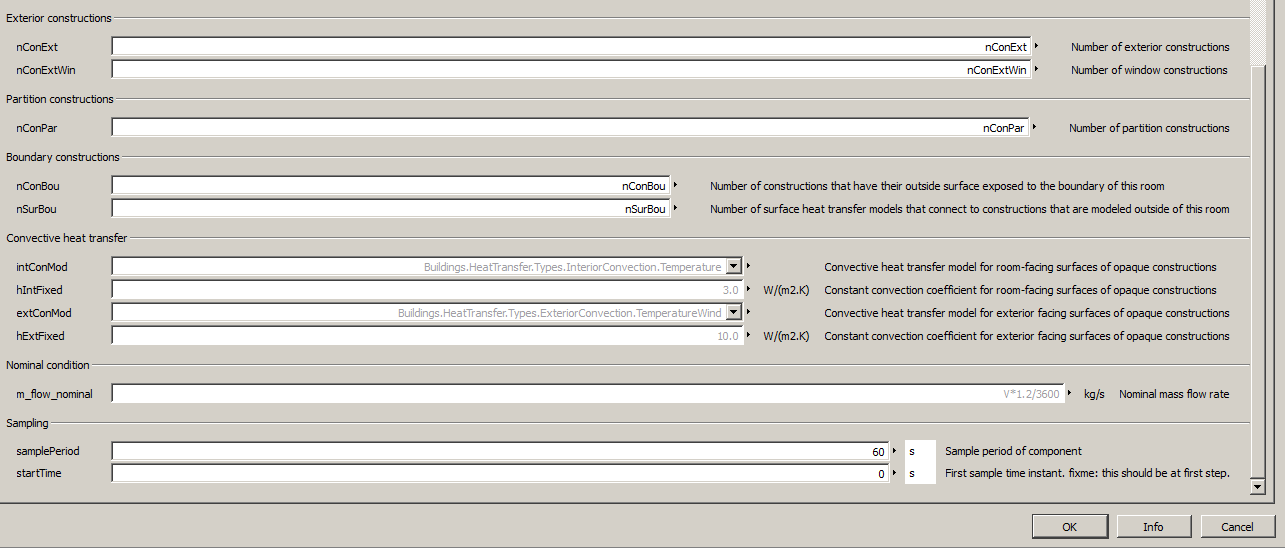 Exterior constructions
nConExt nConExt Number of exterior constructions
nConExtWin nConExtWin Number of window constructions
Partition constructions
nConPar nConPar Number of partition constructions
Boundary constructions
nConBou nConBou Number of constructions that have their outside surface exposed to the boundary of this room
nSurBou nSurBou Number of surface heat transfer models that connect to constructions that are modeled outside of this room
Convective heat transfer
intConMod Buildings.HeatTransfer.Types.InteriorConvection.Temperature Convective heat transfer model for room-facing surfaces of opaque constructions
hIntFixed 3.0 W/(m2.K) Constant convection coefficient for room-facing surfaces of opaque constructions
extConMod Buildings.HeatTransfer.Types.ExteriorConvection.TemperatureWind Convective heat transfer model for exterior facing surfaces of opaque constructions
hExtFixed 10.0 W/(m2.K) Constant convection coefficient for exterior facing surfaces of opaque constructions
Nominal condition
m_flow_nominal V*1.2/3600 kg/s Nominal mass flow rate
Sampling
samplePeriod 60 s Sample period of component
startTime 0 s First sample time instant. fixme: this should be at first step.
OK Info Cancel